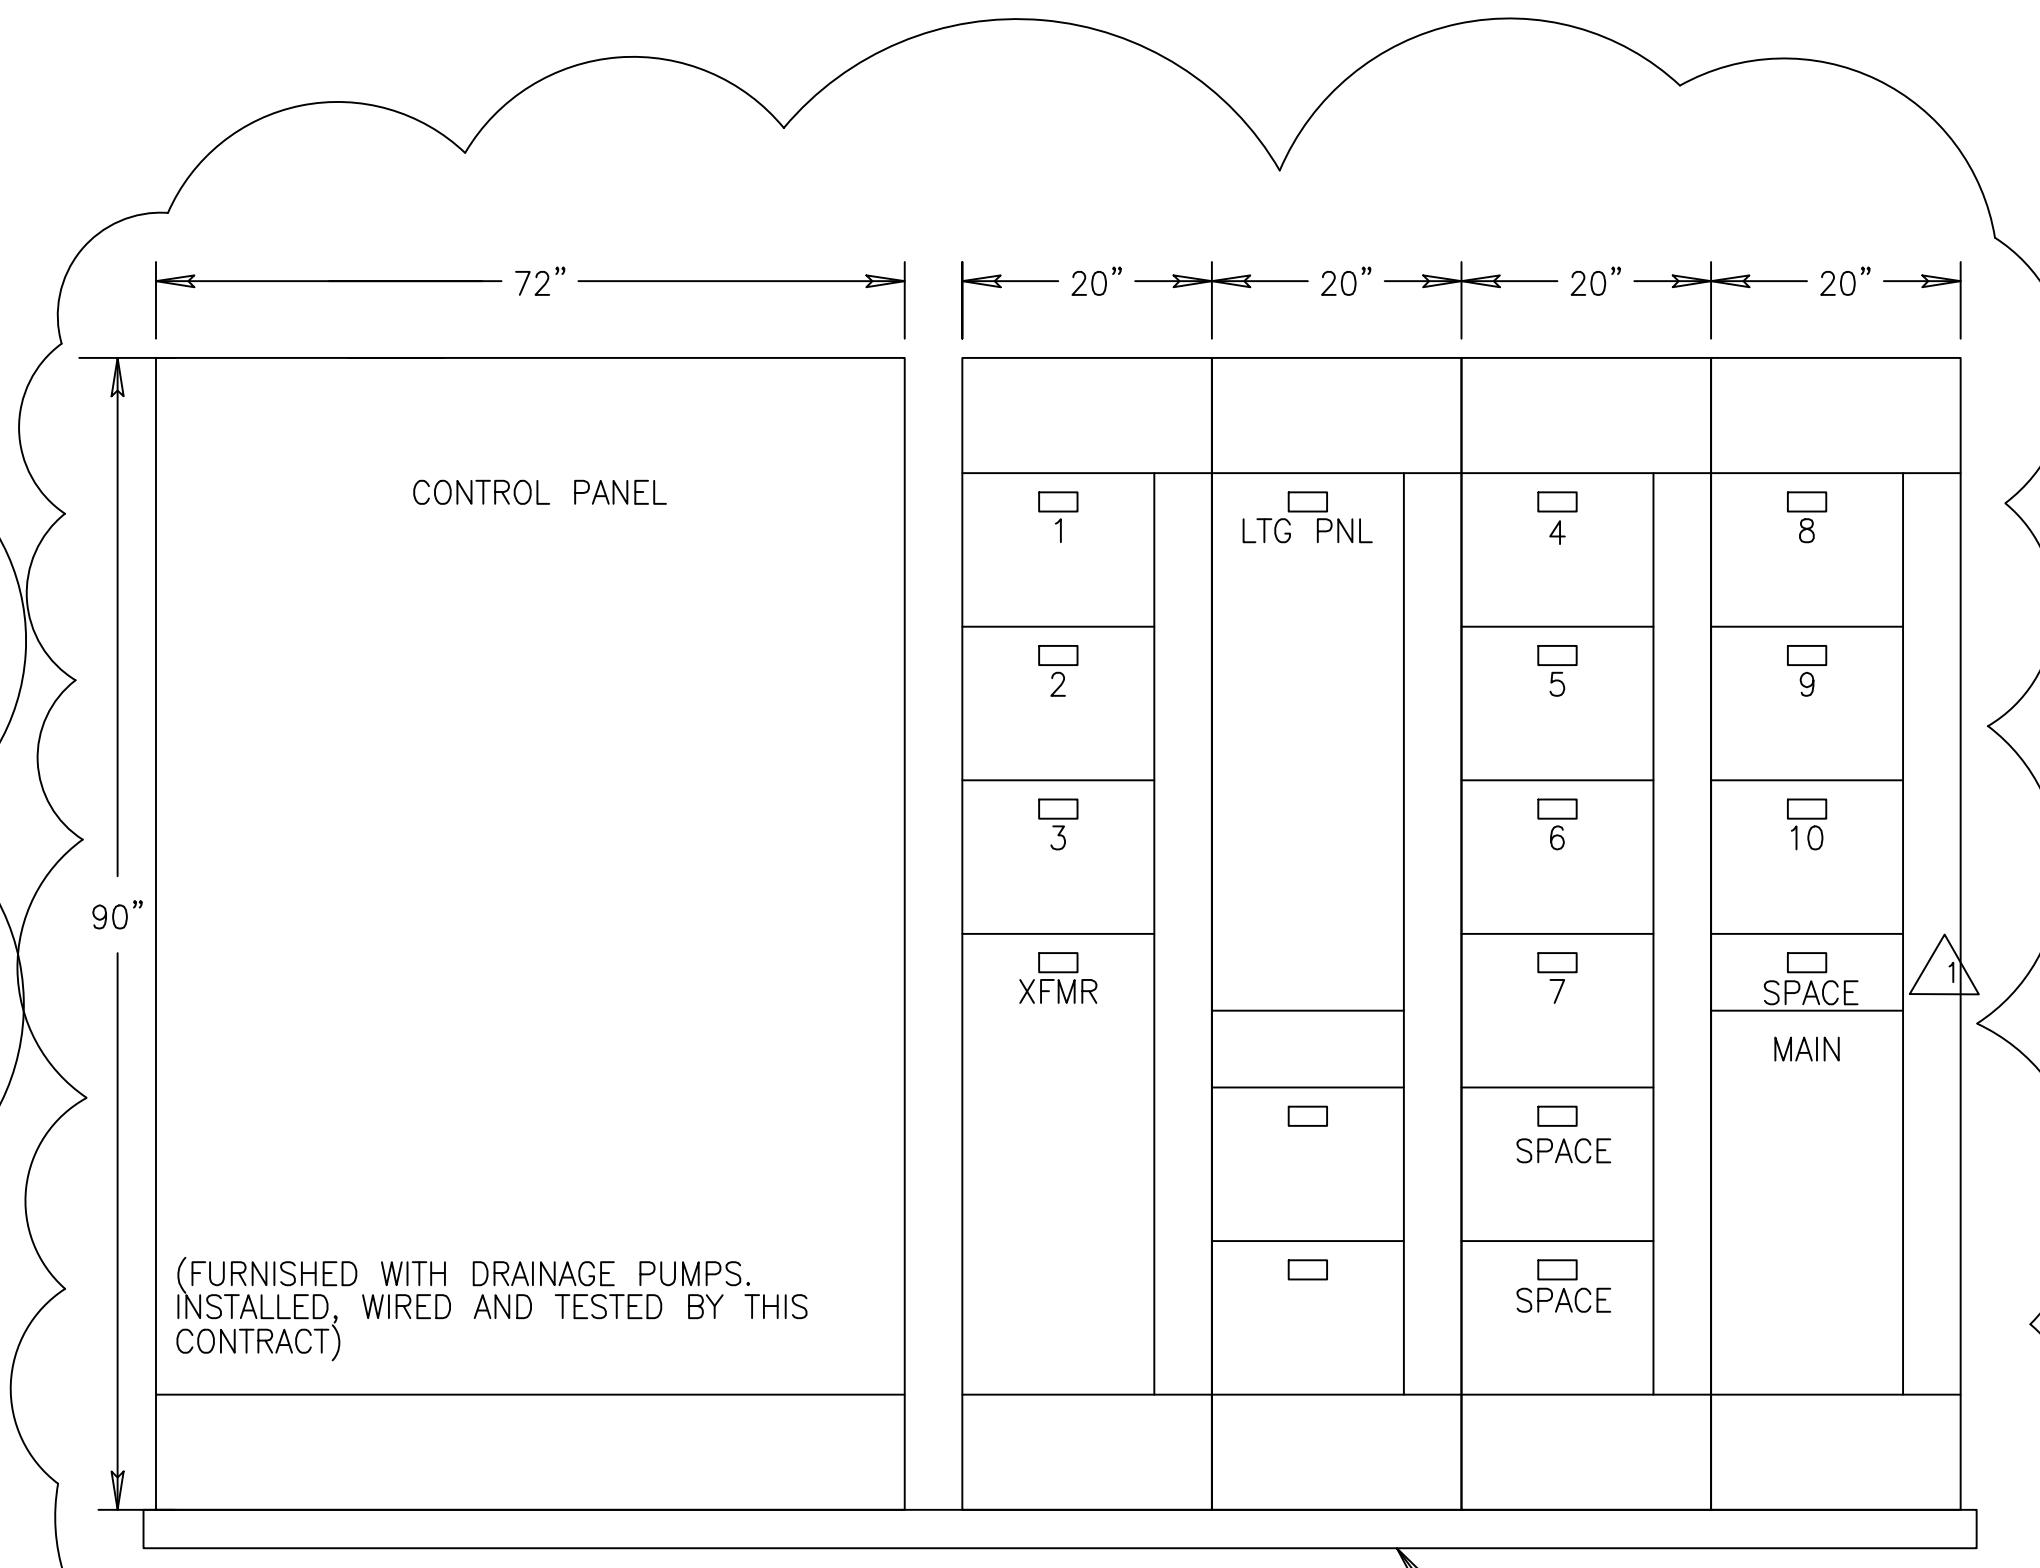 72” 20” 20” 20” 20”
CONTROL PANEL
1 LTG PNL 4 8
2 5 9
3 6 10
90”
XFMR 7 SPACE 1
MAIN
SPACE
(FURNISHED WITH DRAINAGE PUMPS.
INSTALLED, WIRED AND TESTED BY THIS
CONTRACT)
SPACE